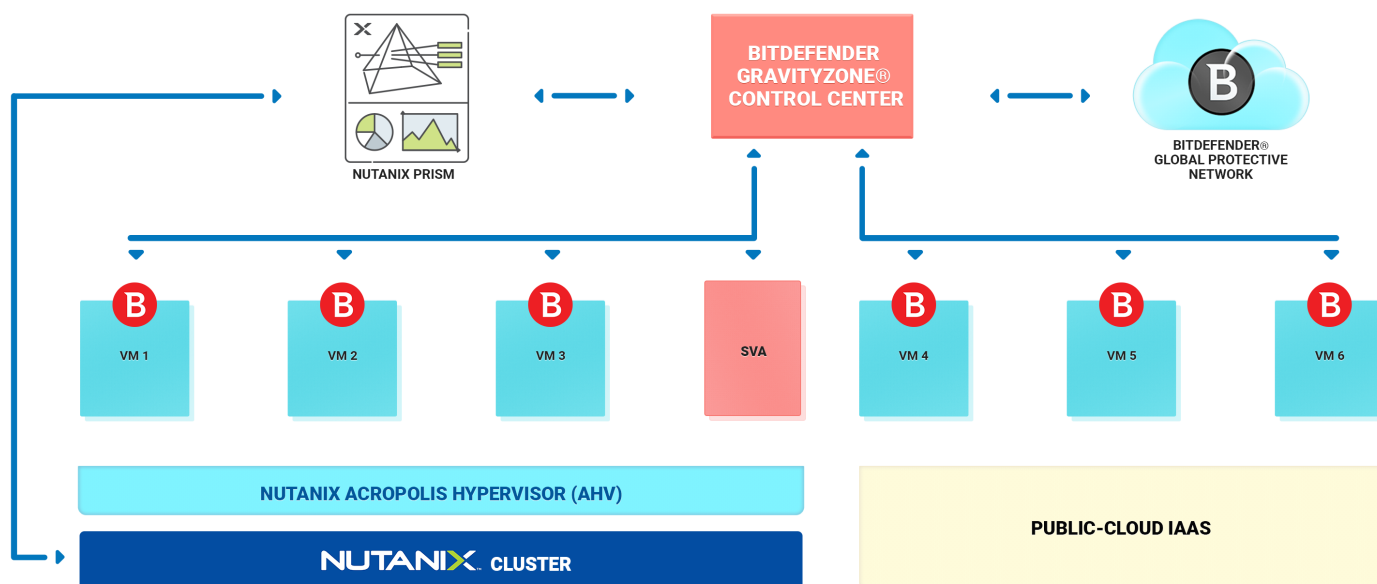 BITDEFENDER
GRAVITYZONE®
CONTROL CENTER
B
NUTANIX PRISM
BITDEFENDER®
GLOBAL PROTECTIVE
NETWORK
B
B
B
B
B
B
VM 1
VM 2
VM 3
SVA
VM 4
VM 5
VM 6
NUTANIX ACROPOLIS HYPERVISOR (AHV)
PUBLIC-CLOUD IAAS
NUTANIX™ CLUSTER